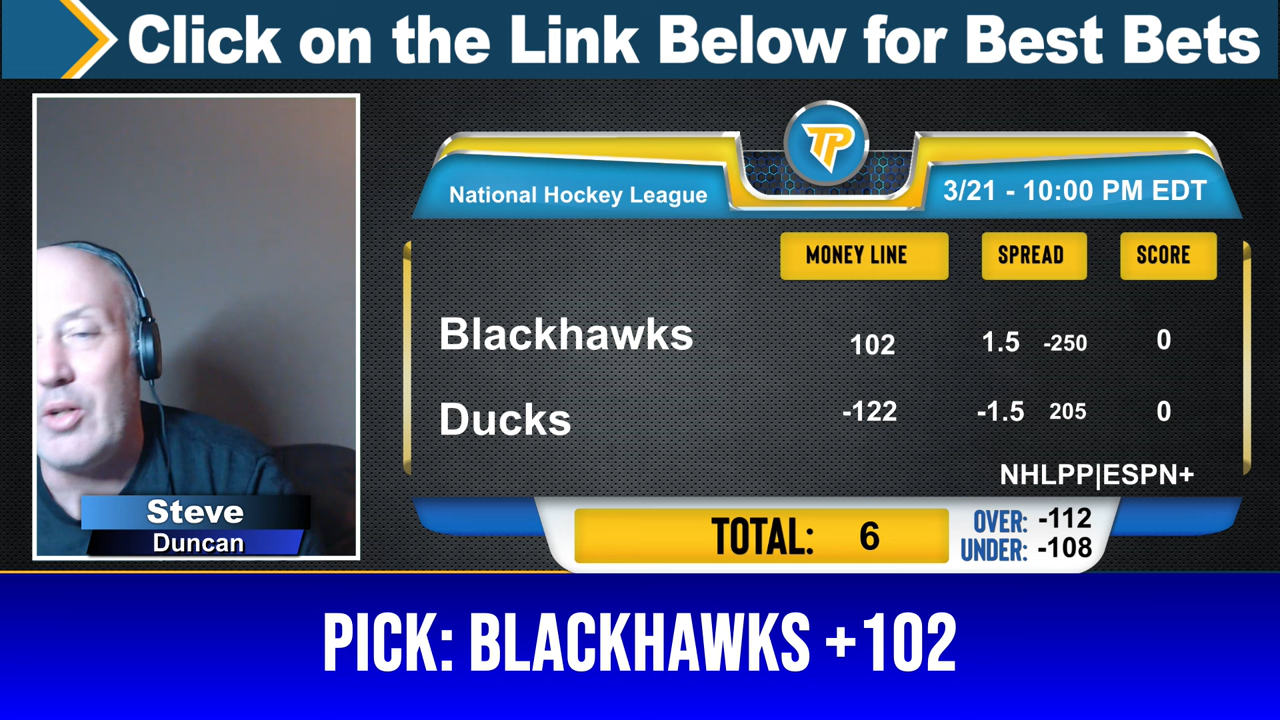 Click on the Link Below for Best Bets
TP
National Hockey League
3/21 - 10:00 PM EDT
MONEY LINE SPREAD SCORE
Blackhawks 102 1.5 -250 0
Ducks -122 -1.5 205 0
NHLPP|ESPN+
Steve
Duncan
TOTAL: 6
OVER: -112
UNDER: -108
PICK: BLACKHAWKS +102